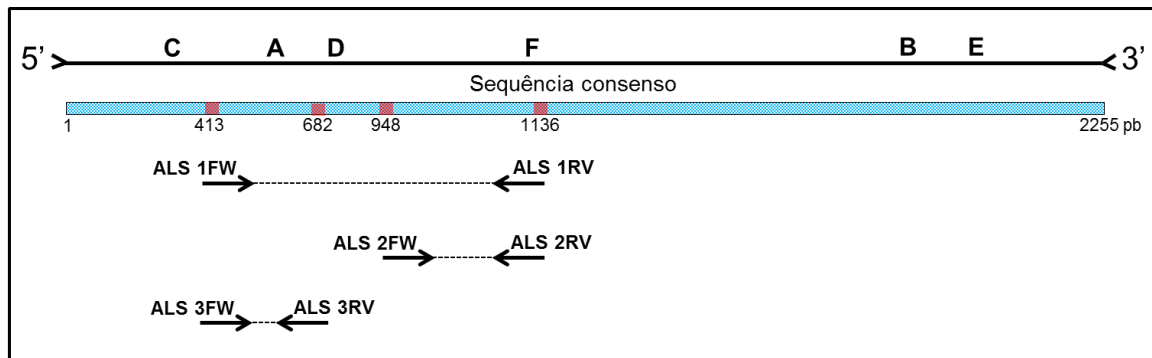 C A D F B E
5' 3'
Sequência consenso
1 413 682 948 1136 2255 pb
ALS 1FW ALS 1RV
ALS 2FW ALS 2RV
ALS 3FW ALS 3RV